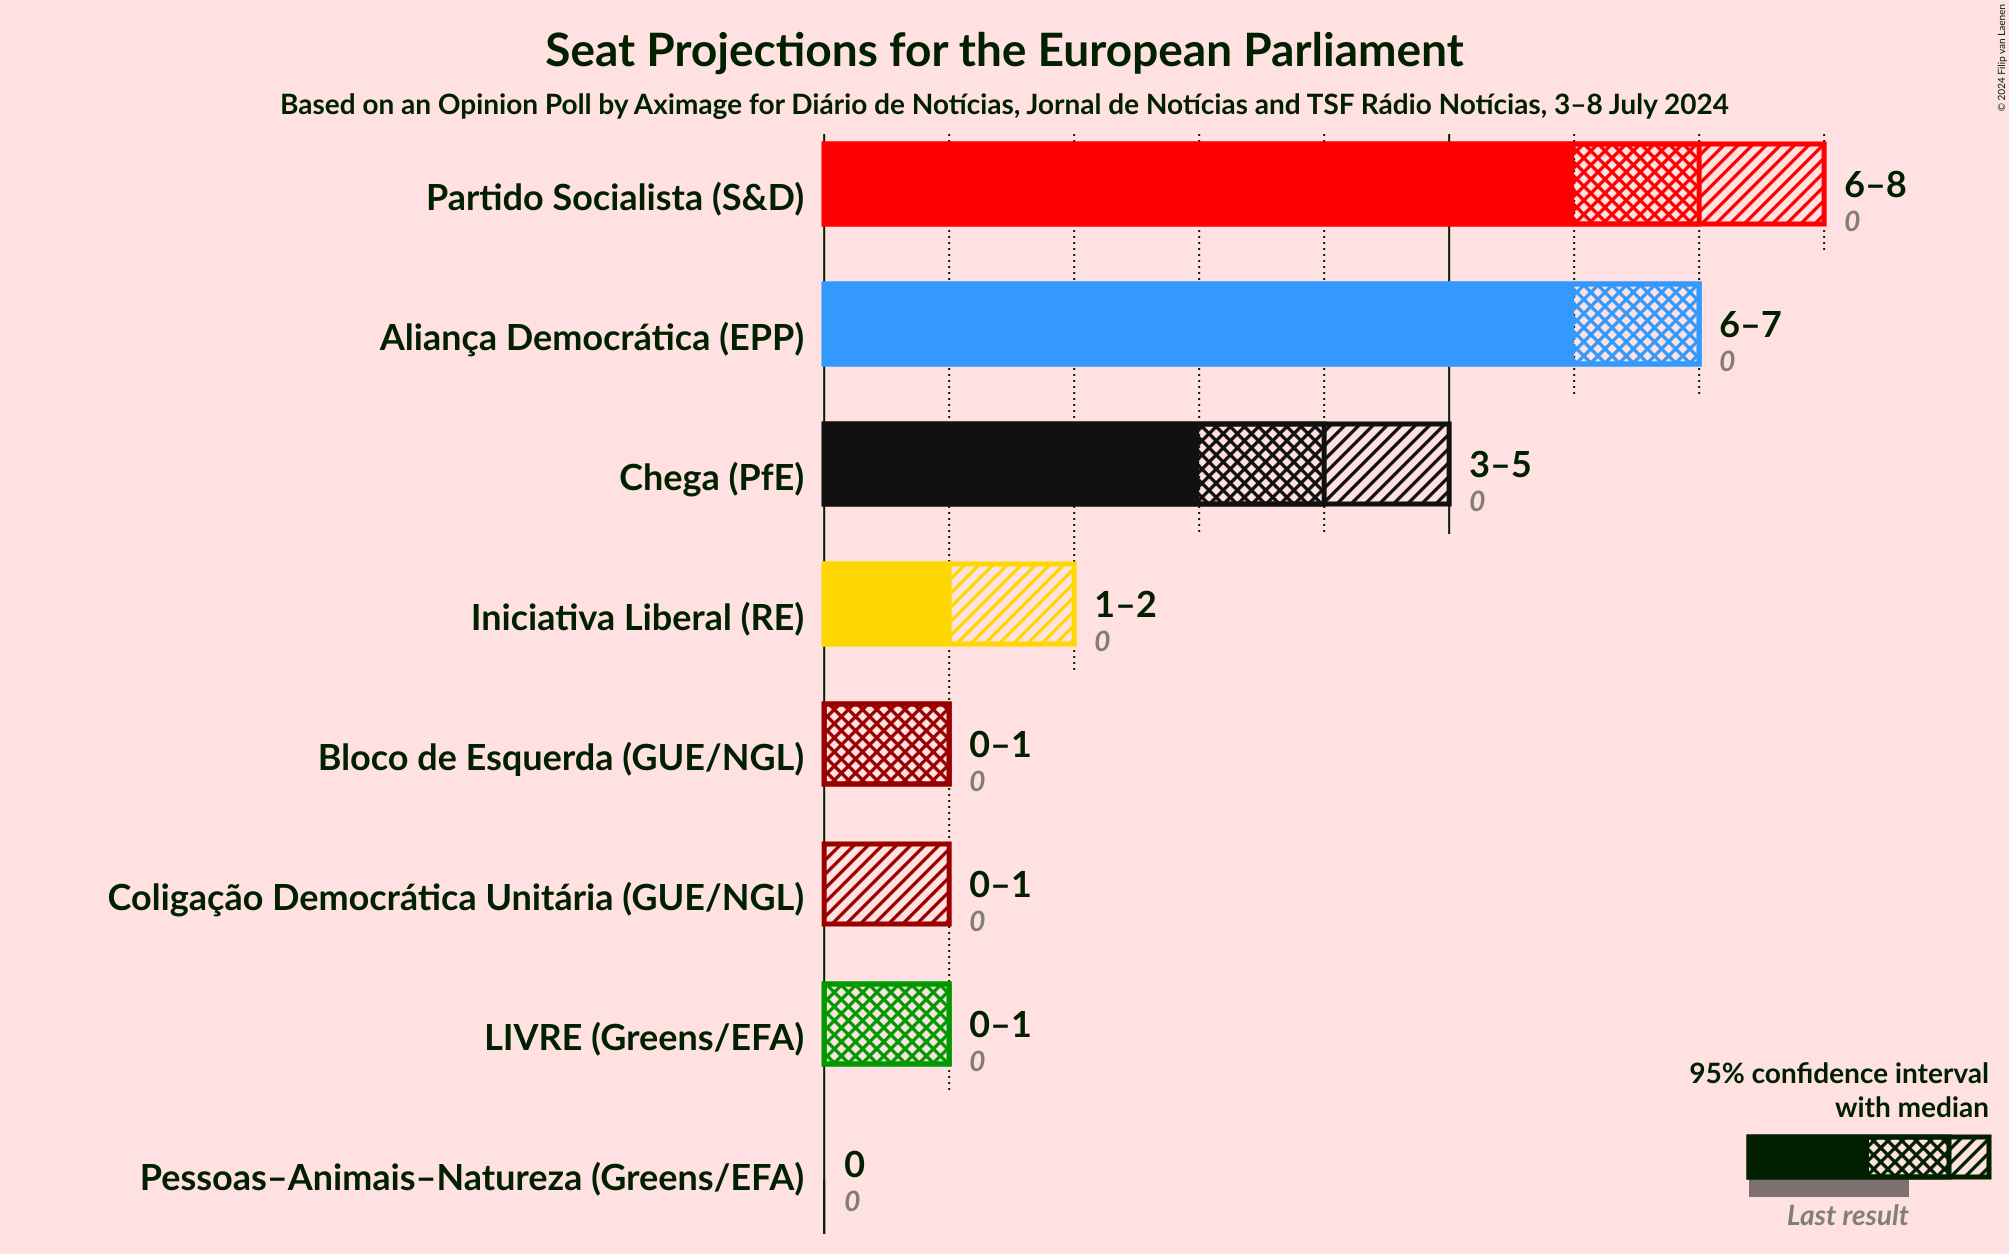 Seat Projections for the European Parliament
Based on an Opinion Poll by Aximage for Diário de Notícias, Jornal de Notícias and TSF Rádio Notícias, 3–8 July 2024
© 2024 Filip van Laenen
Partido Socialista (S&D)
6–8
0
Aliança Democrática (EPP)
6–7
0
Chega (PfE)
3–5
0
Iniciativa Liberal (RE)
1–2
0
Bloco de Esquerda (GUE/NGL)
0–1
0
Coligação Democrática Unitária (GUE/NGL)
0–1
0
LIVRE (Greens/EFA)
0–1
0
Pessoas–Animais–Natureza (Greens/EFA)
0
0
95% confidence interval
with median
Last result